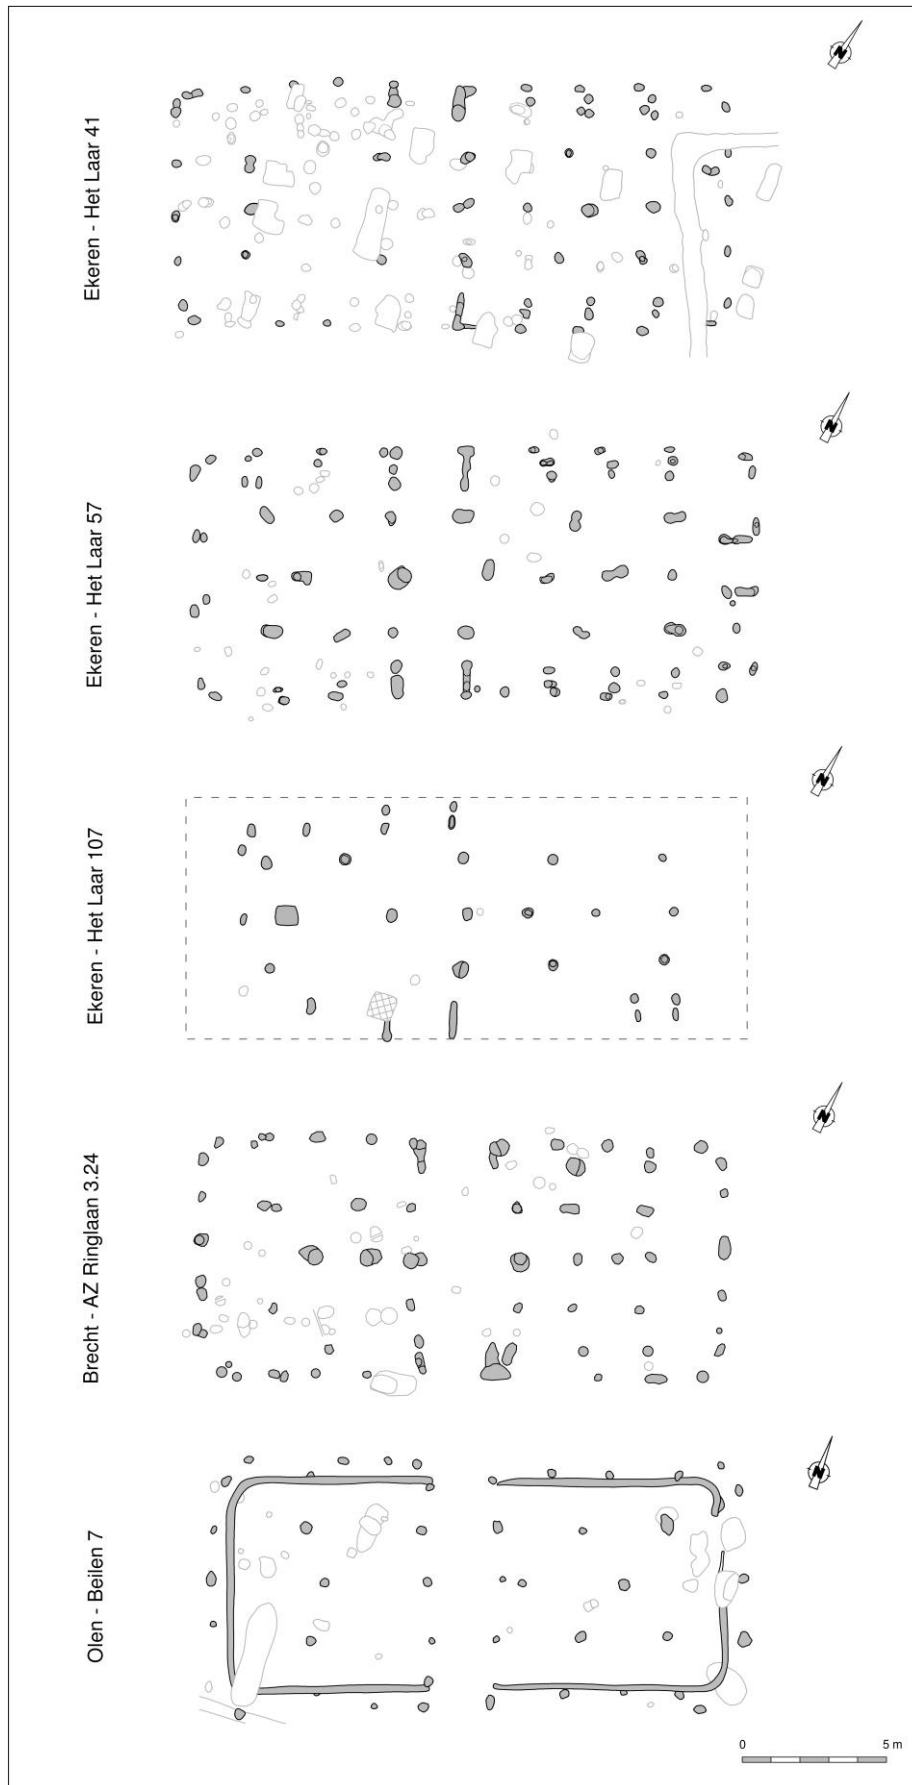 N
Ekeren - Het Laar 41
N
Ekeren - Het Laar 57
N
Ekeren - Het Laar 107
N
Brecht - AZ Ringlaan 3.24
N
Olen - Beilen 7
0 5 m